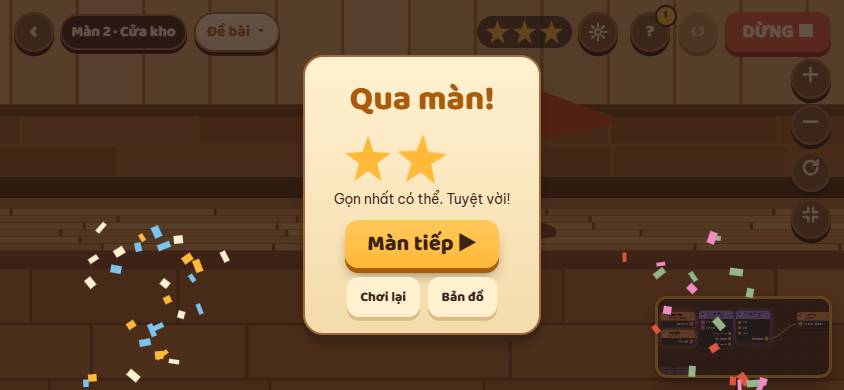 Màn 2 · Cửa kho
Đề bài
?
1
DỪNG
Qua màn!
Gọn nhất có thể. Tuyệt vời!
Màn tiếp
Chơi lại
Bản đồ